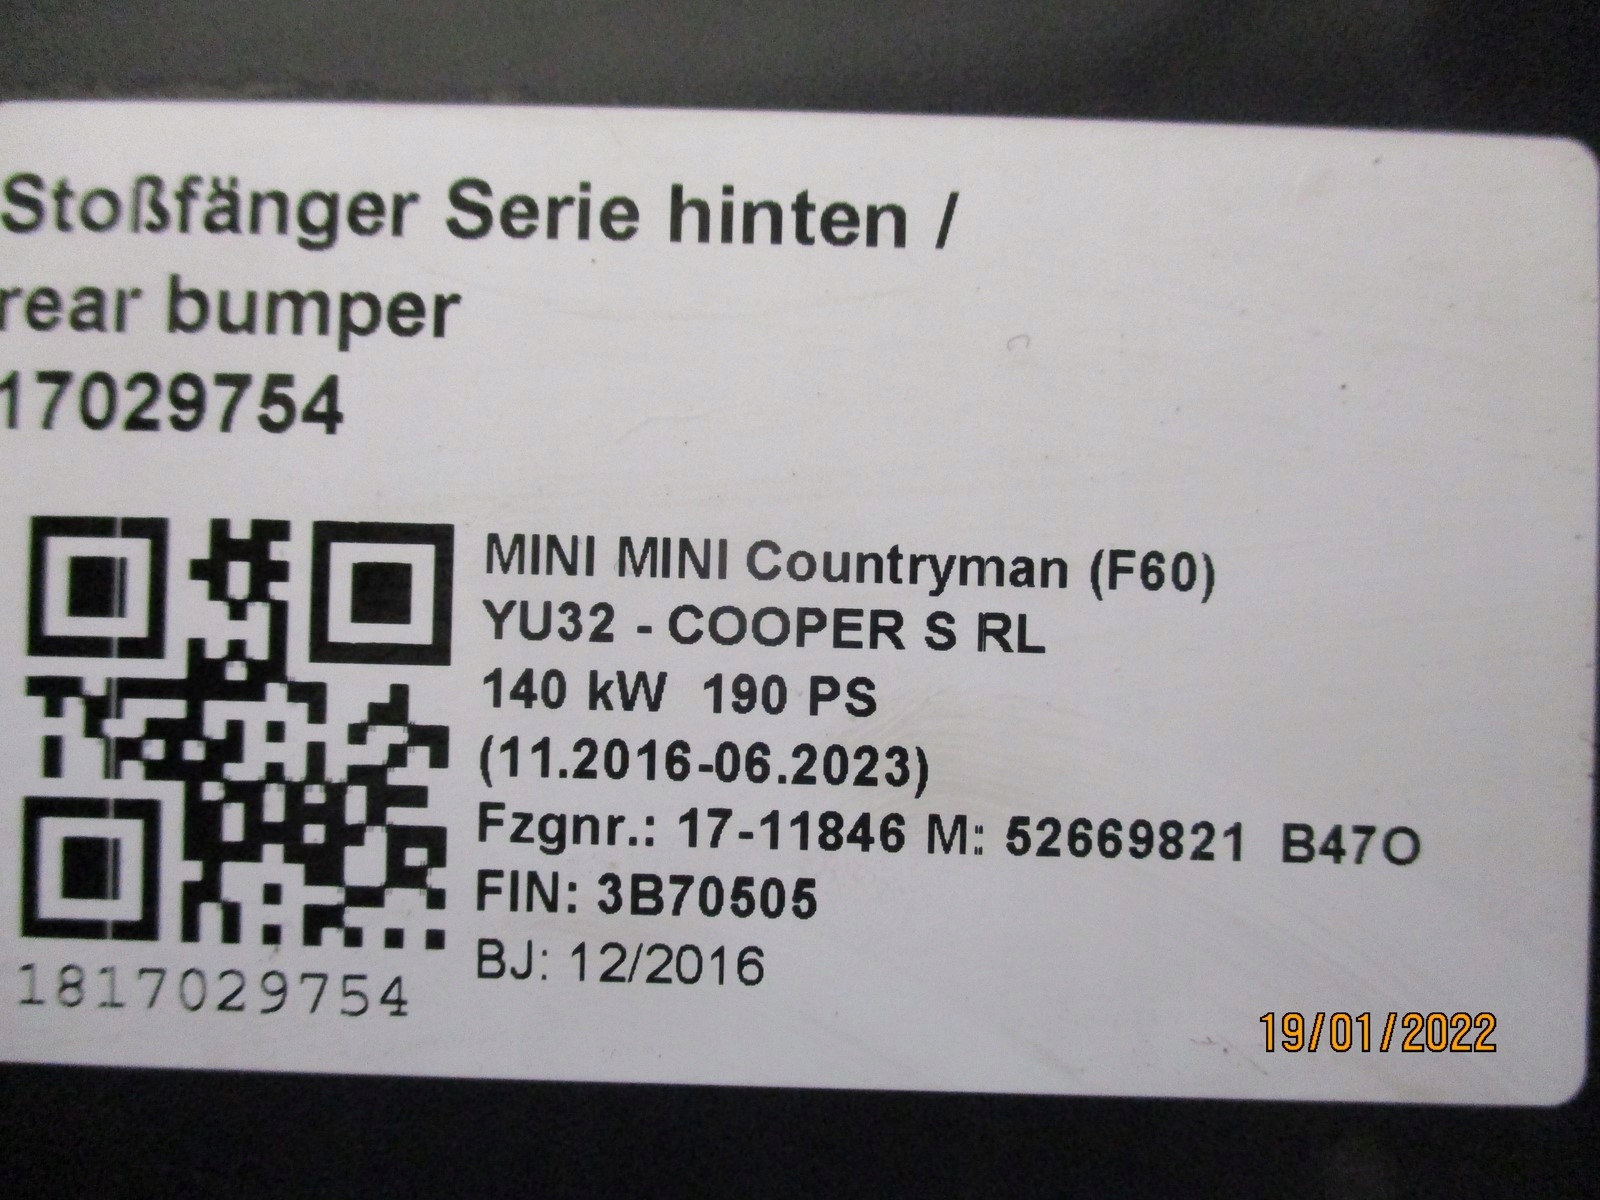 Stoßfänger Serie hinten /
rear bumper
17029754
MINI MINI Countryman (F60)
YU32 - COOPER S RL
140 kW 190 PS
(11.2016-06.2023)
Fzgnr.: 17-11846 M: 52669821 B47O
FIN: 3B70505
BJ: 12/2016
1817029754
19/01/2022